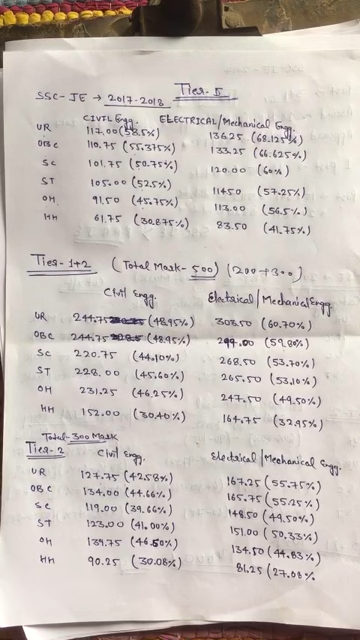 Tier-I
SSC-JE → 2017-2018
CIVIL Engg. ELECTRICAL/Mechanical Engg.
UR 117.00 (58.5%) 136.25 (68.125%)
OBC 110.75 (55.375%) 133.25 (66.625%)
SC 101.75 (50.75%) 120.00 (60%)
ST 105.00 (52.5%) 114.50 (57.25%)
OH 91.50 (45.75%) 113.00 (56.5%)
HH 61.75 (30.875%) 83.50 (41.75%)
Tier-1+2 (Total Mark-500) (200+300)
Civil Engg. Electrical/Mechanical Engg.
UR 244.75 (48.95%) 303.50 (60.70%)
OBC 244.75 (48.95%) 299.00 (59.80%)
SC 220.75 (44.10%) 268.50 (53.70%)
ST 228.00 (45.60%) 265.50 (53.10%)
OH 231.25 (46.25%) 247.50 (49.50%)
HH 152.00 (30.40%) 164.75 (32.95%)
Total-300 Mark
Tier-2 Civil Engg. Electrical/Mechanical Engg.
UR 127.75 (42.58%) 167.25 (55.75%)
OBC 134.00 (44.66%) 165.75 (55.25%)
SC 119.00 (39.66%) 148.50 (49.50%)
ST 123.00 (41.00%) 151.00 (50.33%)
OH 139.75 (46.50%) 134.50 (44.83%)
HH 90.25 (30.08%) 81.25 (27.08%